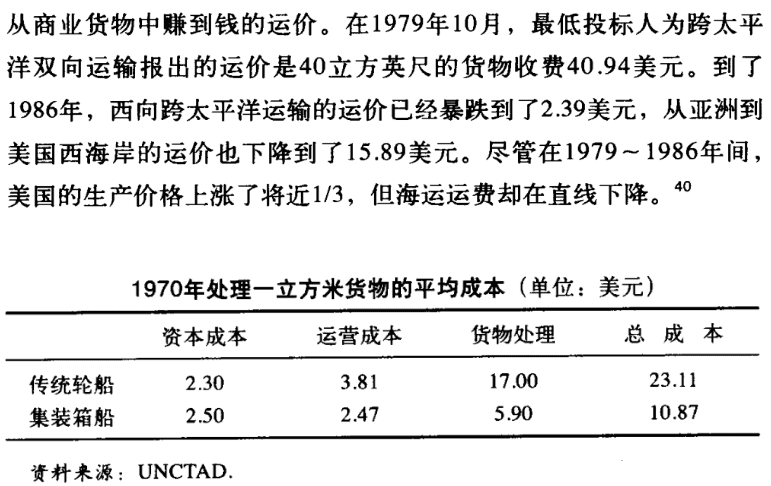 从商业货物中赚到钱的运价。在1979年10月，最低投标人为跨太平
洋双向运输报出的运价是40立方英尺的货物收费40.94美元。到了
1986年，西向跨太平洋运输的运价已经暴跌到了2.39美元，从亚洲到
美国西海岸的运价也下降到了15.89美元。尽管在1979～1986年间，
美国的生产价格上涨了将近1/3，但海运运费却在直线下降。40
1970年处理一立方米货物的平均成本（单位：美元）
资本成本 运营成本 货物处理 总 成 本
传统轮船 2.30 3.81 17.00 23.11
集装箱船 2.50 2.47 5.90 10.87
资料来源：UNCTAD.